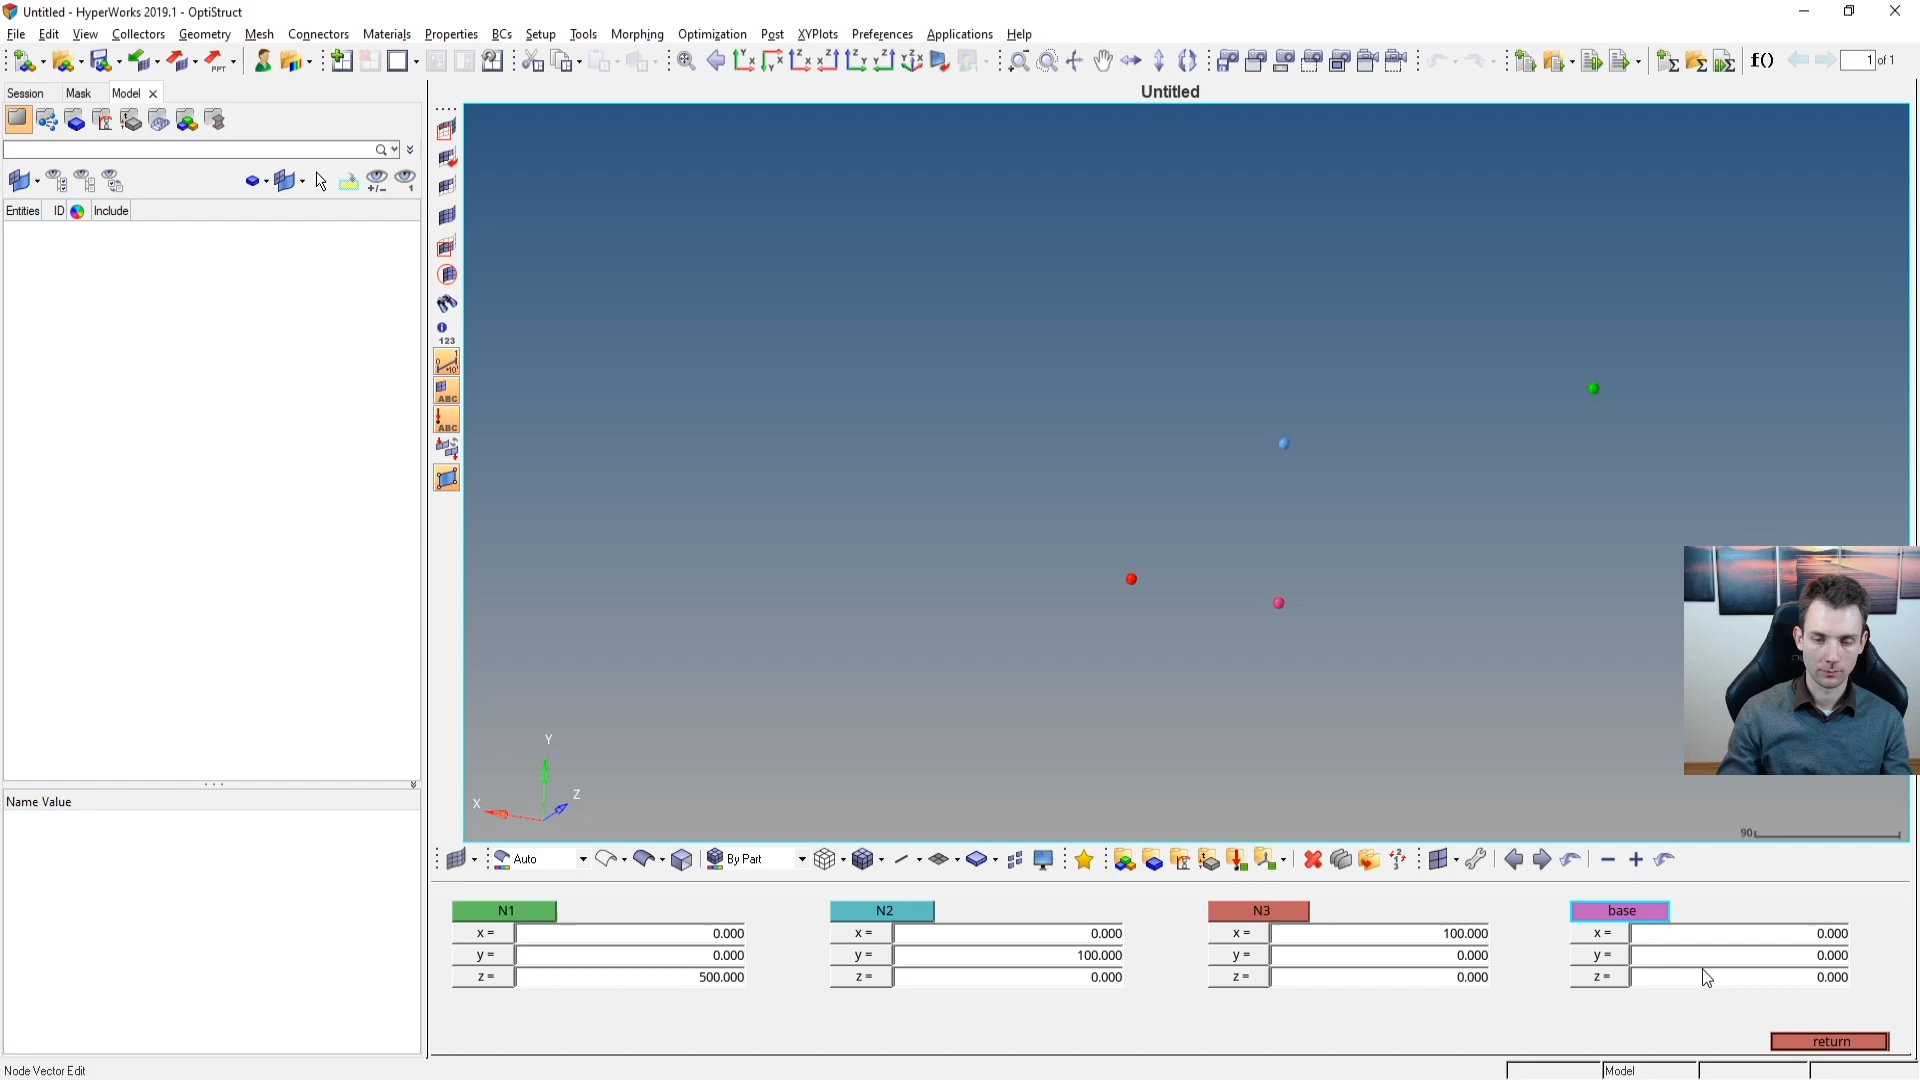 Untitled - HyperWorks 2019.1 - OptiStruct
File Edit View Collectors Geometry Mesh Connectors Materials Properties BCs Setup Tools Morphing Optimization Post XYPlots Preferences Applications Help
f() 1 of 1
Session Mask Model
Untitled
Entities ID Include
123
ABC
ABC
Y
X Z
90
Name Value
Auto By Part
N1 N2 N3 base
x = 0.000 x = 0.000 x = 100.000 x = 0.000
y = 0.000 y = 100.000 y = 0.000 y = 0.000
z = 500.000 z = 0.000 z = 0.000 z = 0.000
return
Node Vector Edit Model